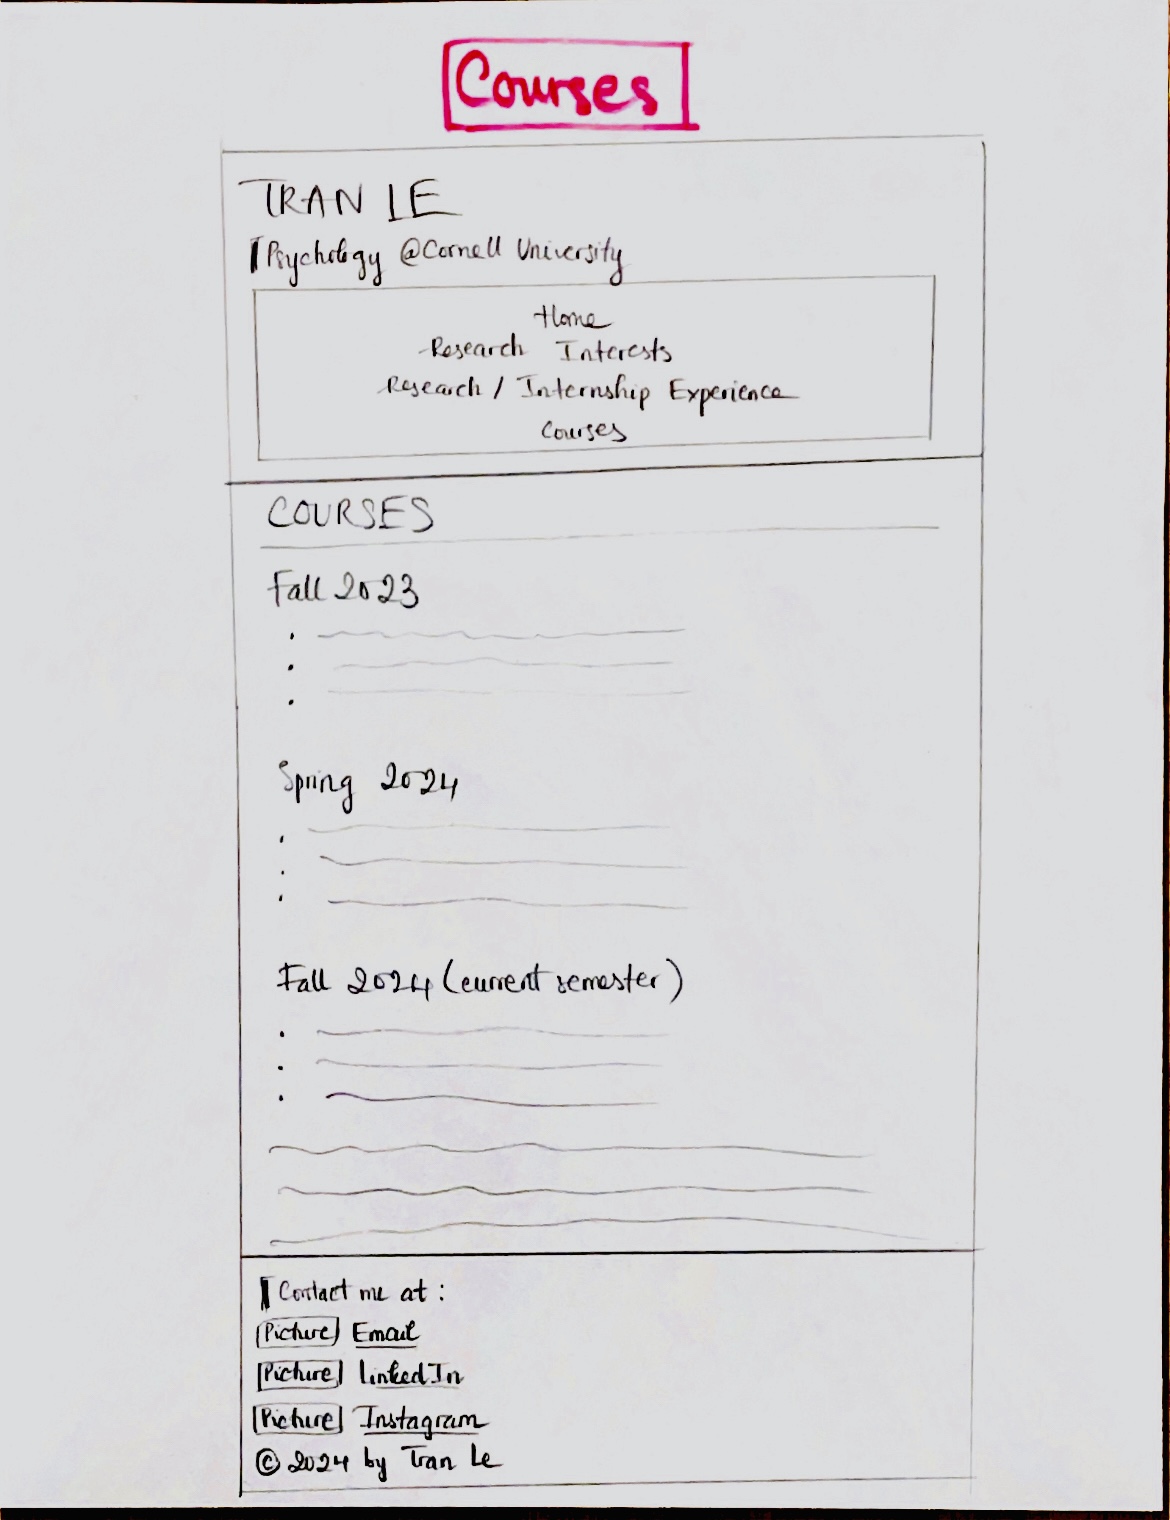 Courses
TRAN LE
Psychology @Cornell University
Home
Research Interests
Research / Internship Experience
Courses
COURSES
Fall 2023
Spring 2024
Fall 2024 (current semester)
Contact me at :
Picture Email
Picture LinkedIn
Picture Instagram
© 2024 by Tran Le